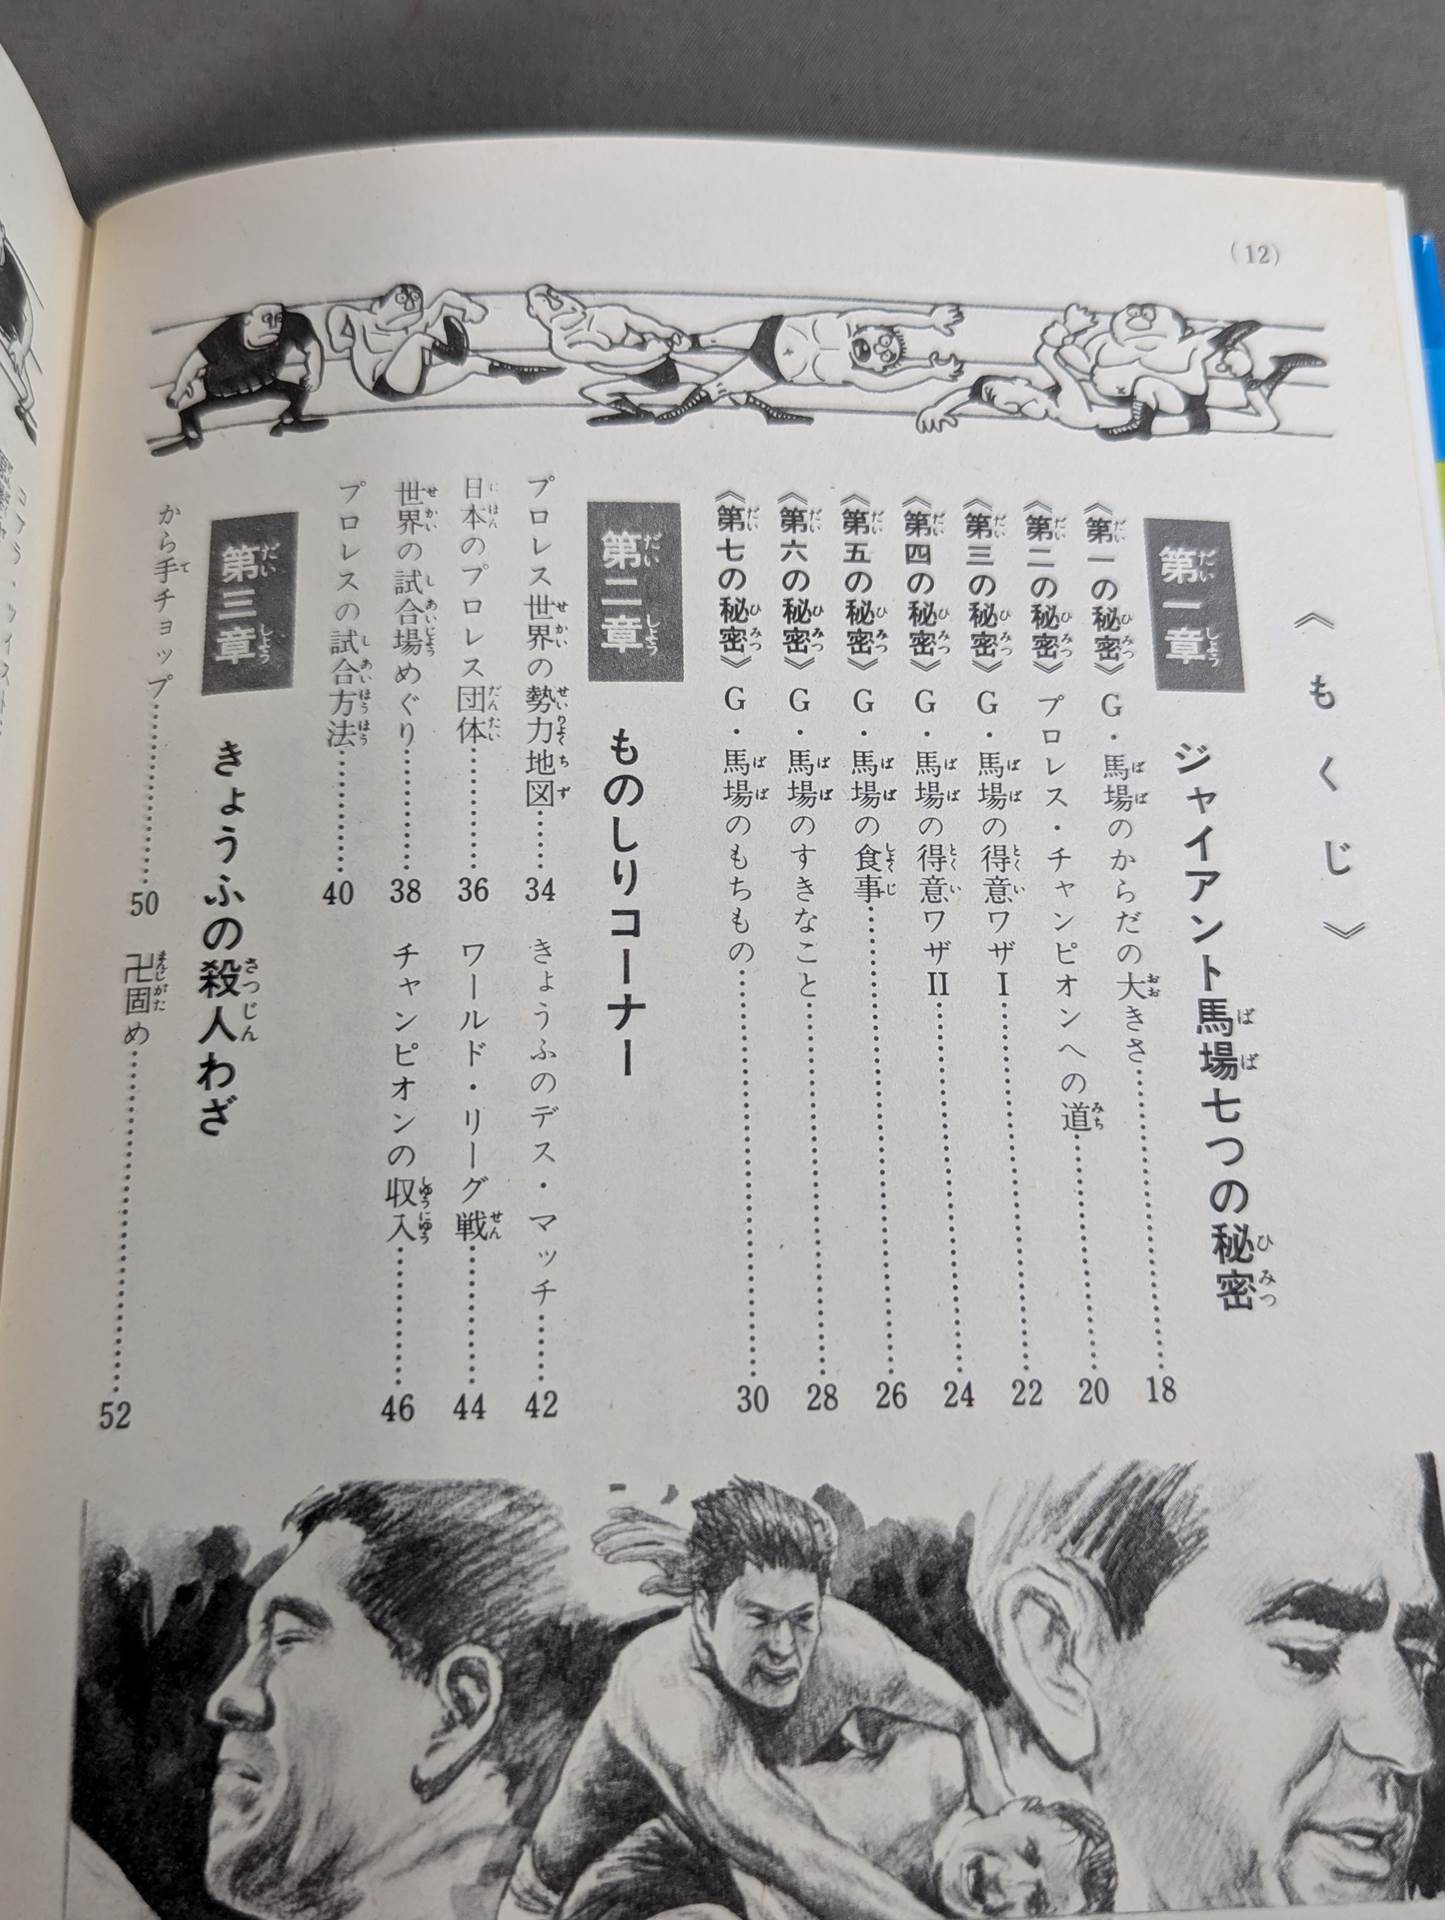 (12)
《もくじ》
第一章 ジャイアント馬場七つの秘密
《第一の秘密》G・馬場のからだの大きさ……18
《第二の秘密》プロレス・チャンピオンへの道……20
《第三の秘密》G・馬場の得意ワザⅠ……22
《第四の秘密》G・馬場の得意ワザⅡ……24
《第五の秘密》G・馬場の食事……26
《第六の秘密》G・馬場のすきなこと……28
《第七の秘密》G・馬場のもちもの……30
第二章 ものしりコーナー
プロレス世界の勢力地図……34
日本のプロレス団体……36
世界の試合場めぐり……38
プロレスの試合方法……40
きょうふのデス・マッチ……42
ワールド・リーグ戦……44
チャンピオンの収入……46
第三章 きょうふの殺人わざ
から手チョップ……50
卍固め……52